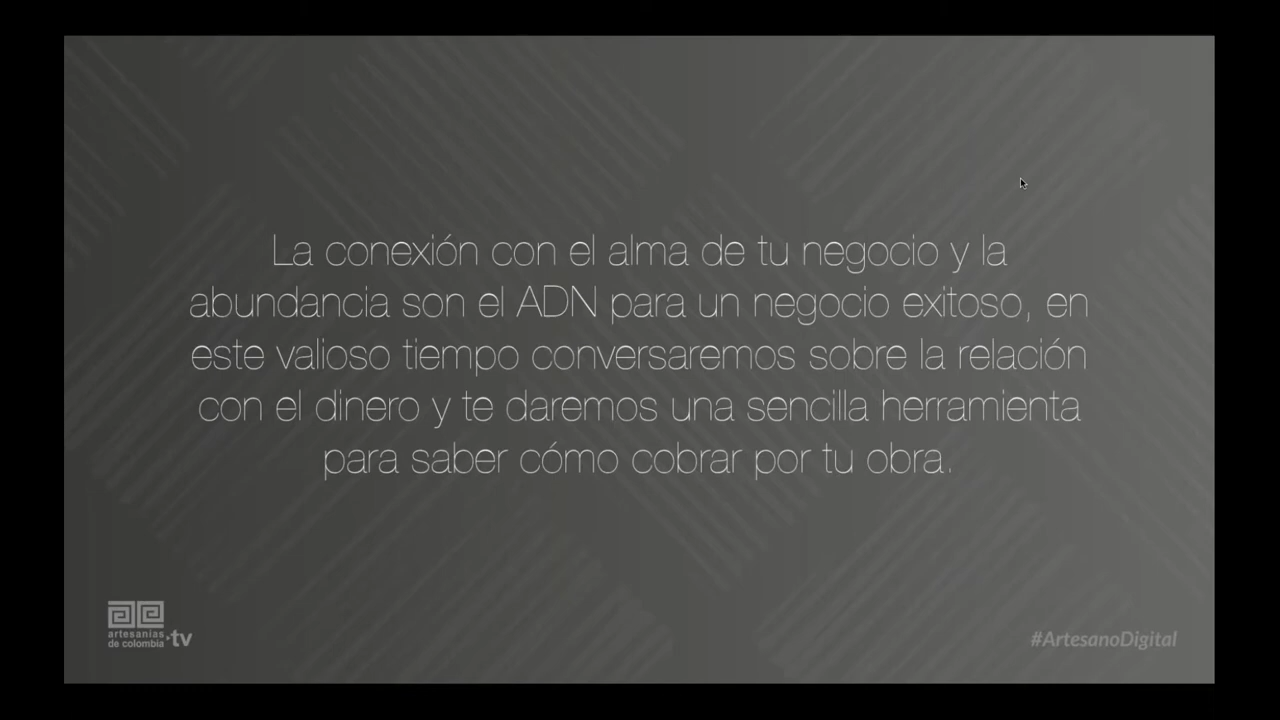 La conexión con el alma de tu negocio y la
abundancia son el ADN para un negocio exitoso, en
este valioso tiempo conversaremos sobre la relación
con el dinero y te daremos una sencilla herramienta
para saber cómo cobrar por tu obra.
artesanías
de colombia
tv
#ArtesanoDigital